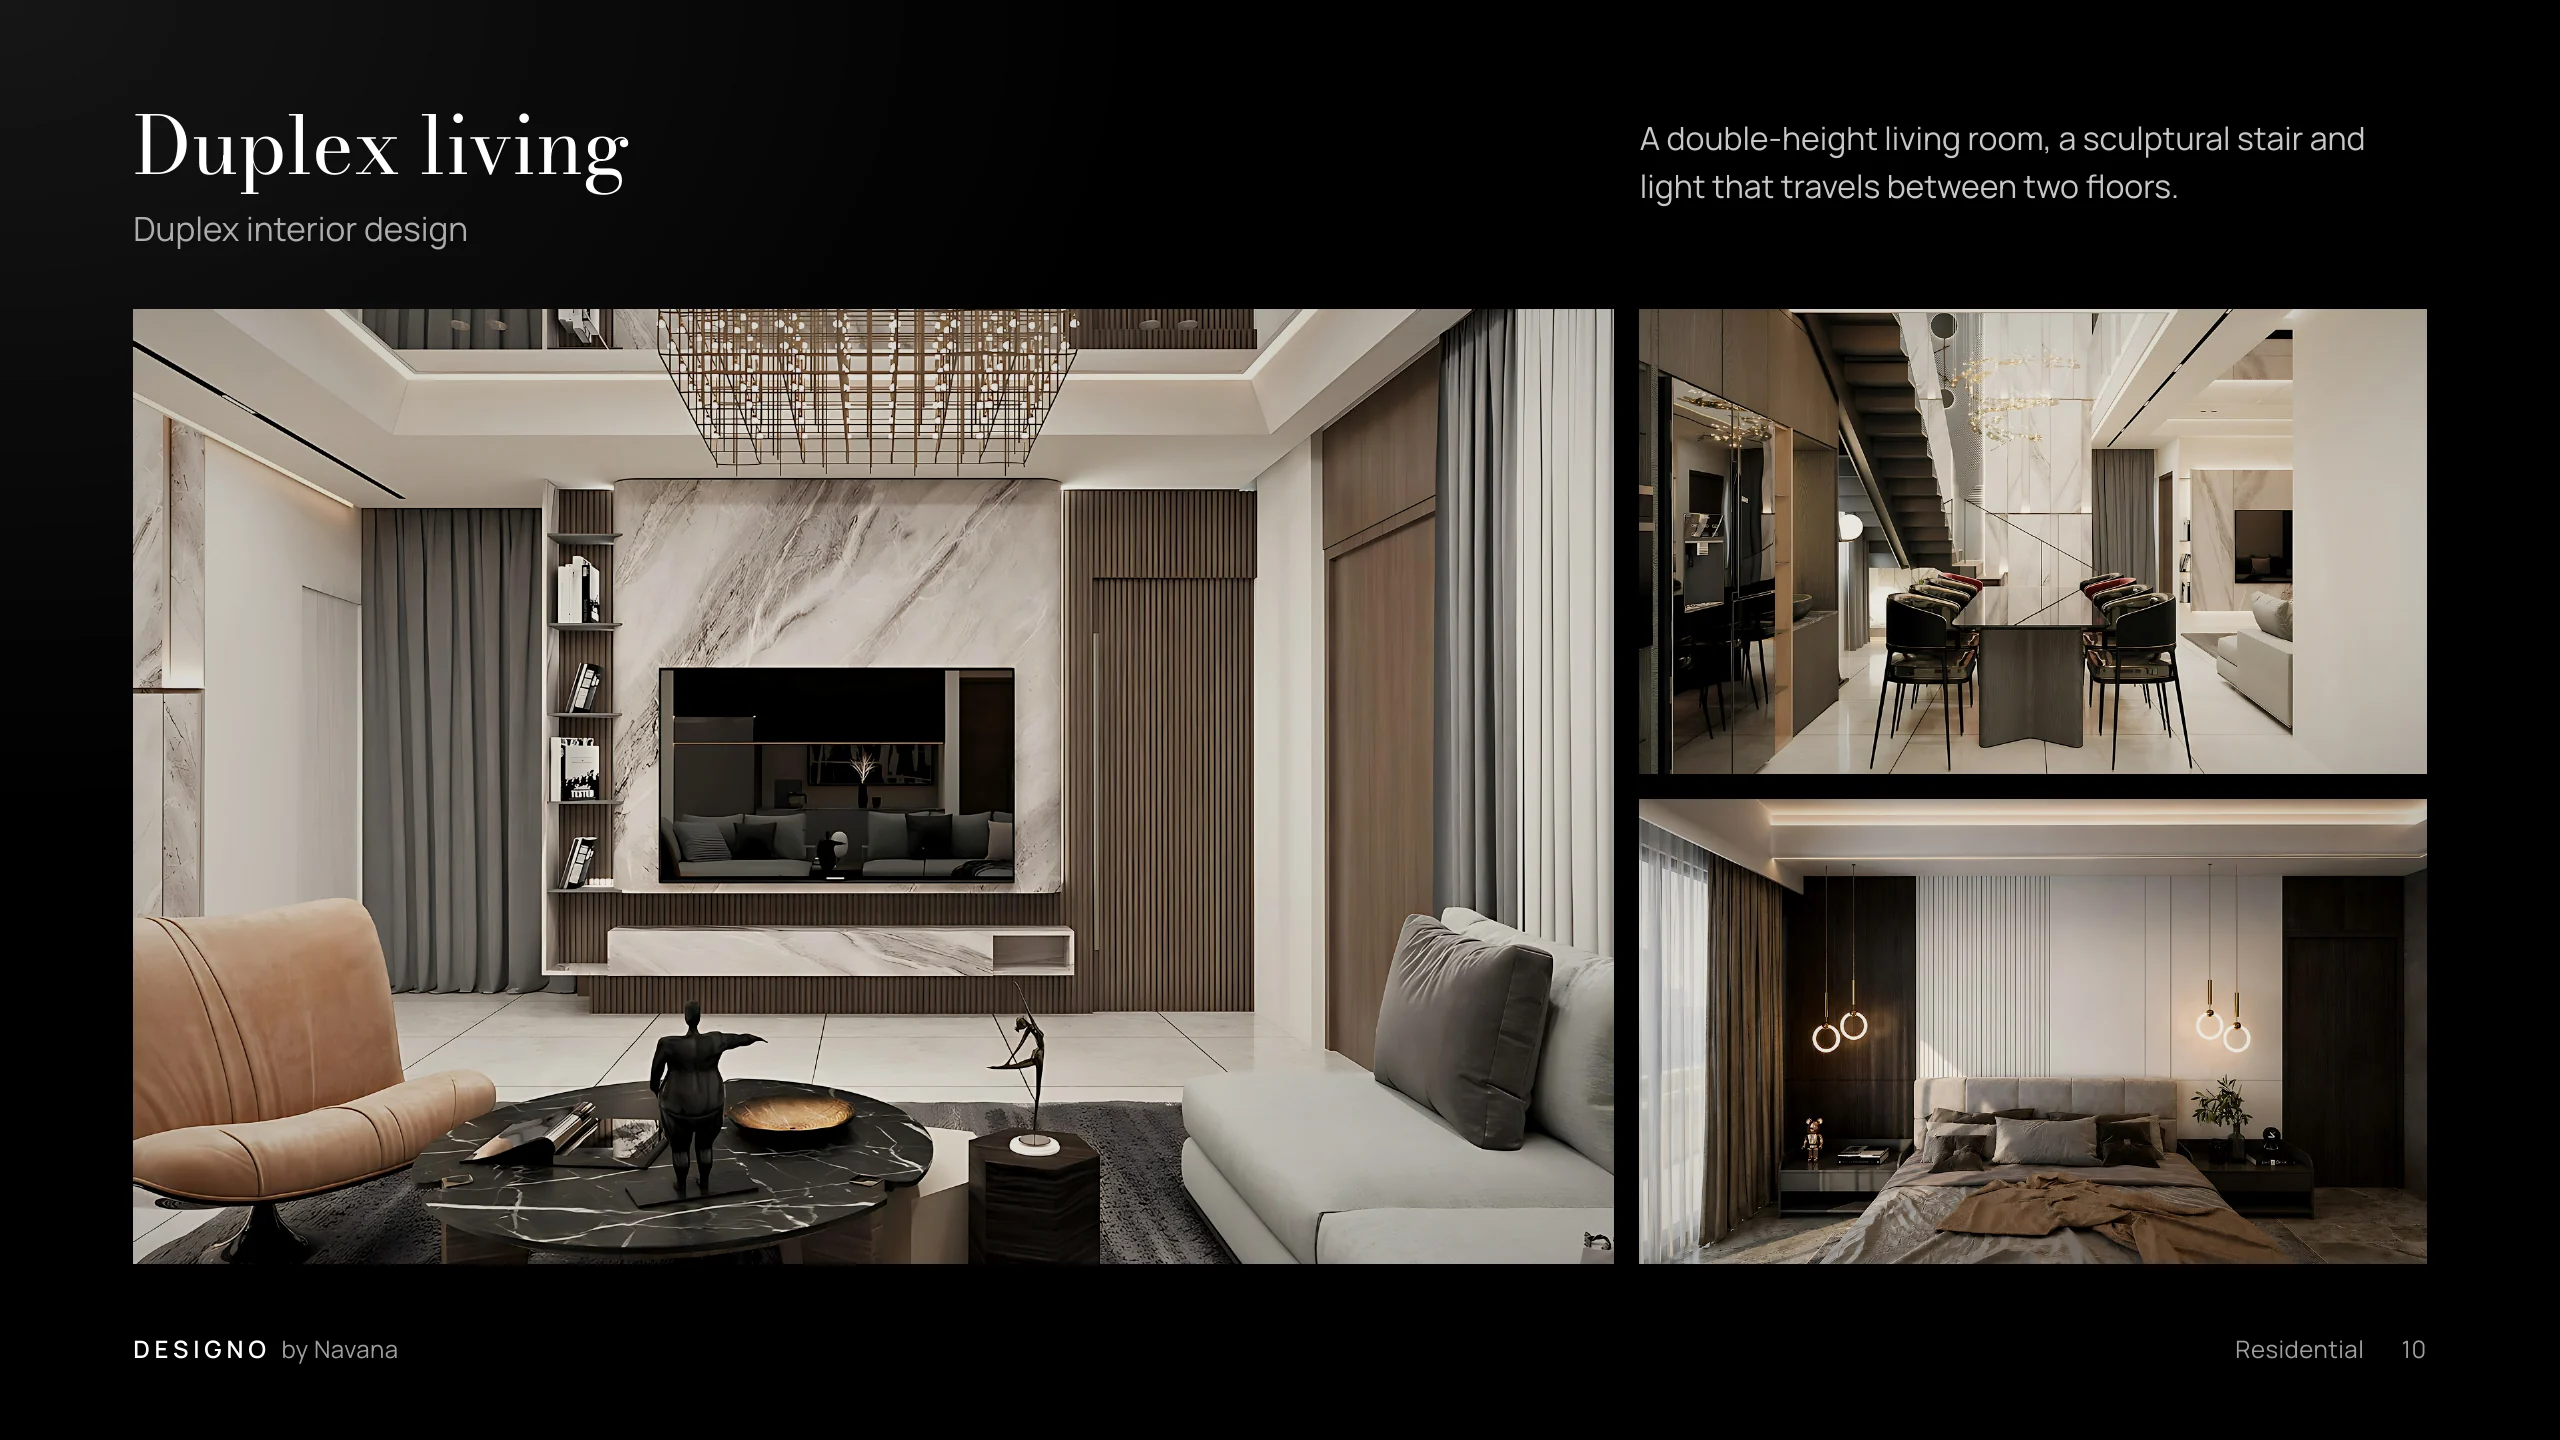 Duplex living
Duplex interior design
A double-height living room, a sculptural stair and
light that travels between two floors.
TESTED
DESIGNO by Navana
Residential 10